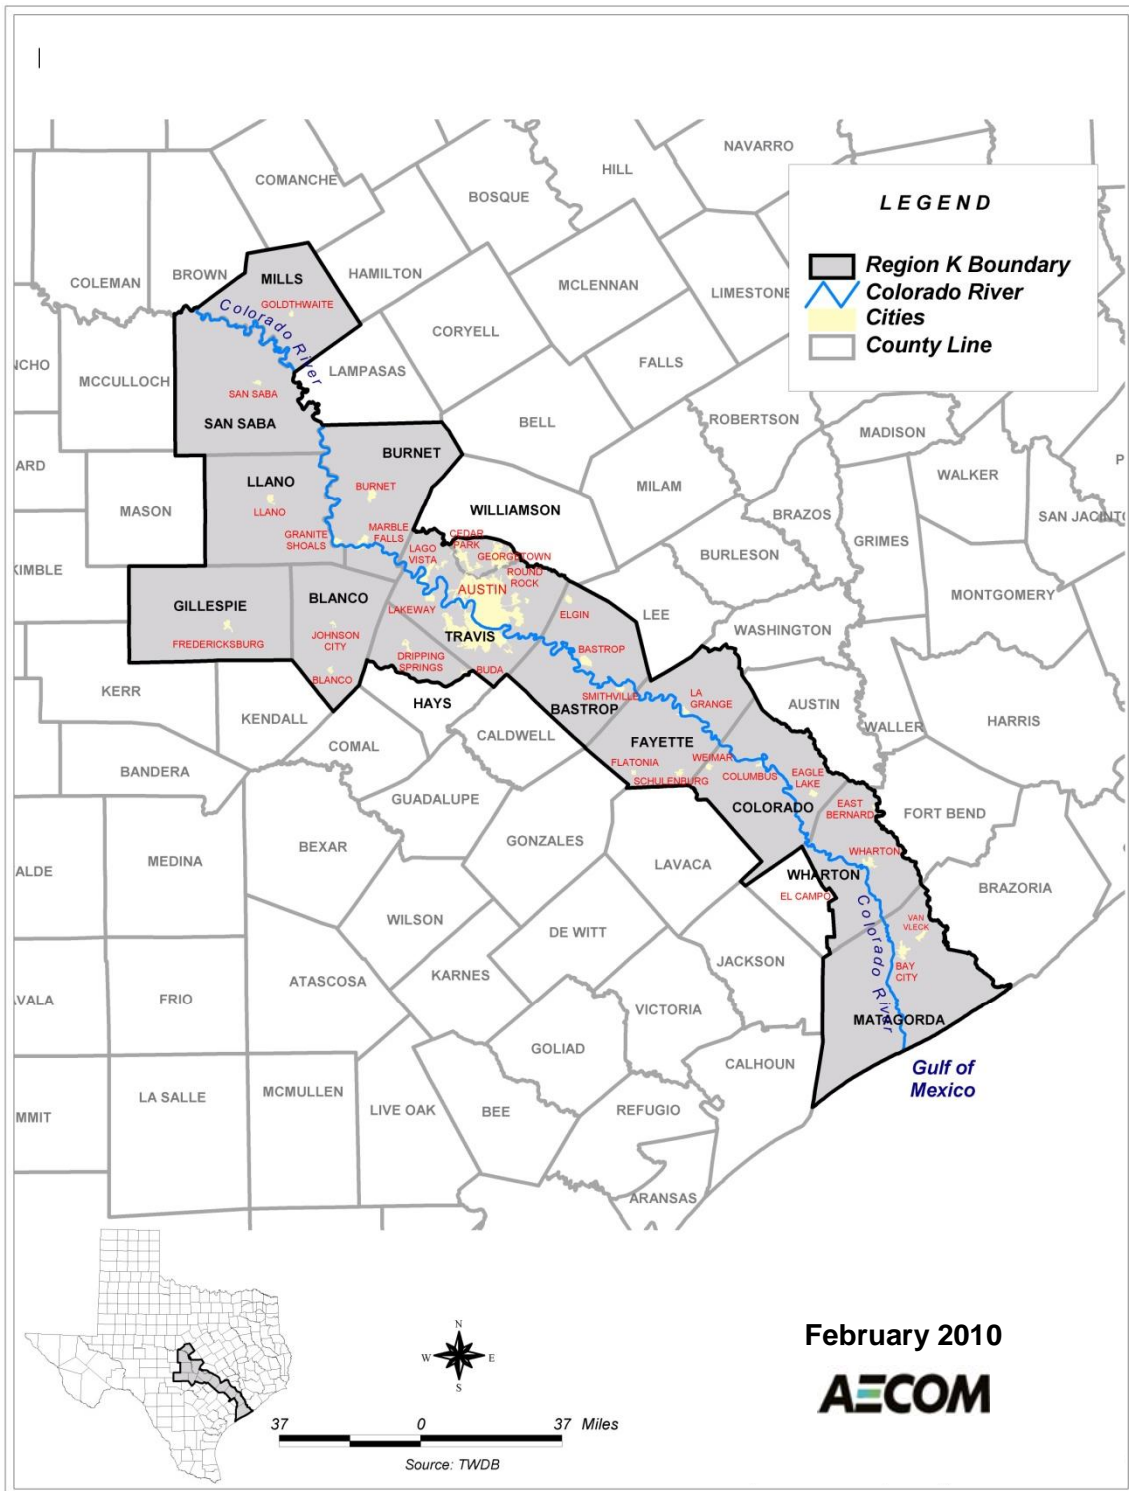 NAVARRO
HILL
COMANCHE
BOSQUE
LEGEND
Region K Boundary
Colorado River
Cities
County Line
COLEMAN
BROWN
MILLS
HAMILTON
GOLDTHWAITE
Colorado River
MCLENNAN
LIMESTONE
CORYELL
FALLS
NCHO
MCCULLOCH
LAMPASAS
SAN SABA
SAN SABA
BELL
ROBERTSON
MADISON
BURNET
WALKER
P
ARD
LLANO
BURNET
MILAM
MASON
LLANO
WILLIAMSON
BRAZOS
SAN JACINTO
GRANITE
SHOALS
MARBLE
FALLS
CEDAR
PARK
LAGO
VISTA
GEORGETOWN
ROUND
ROCK
BURLESON
GRIMES
KIMBLE
AUSTIN
MONTGOMERY
GILLESPIE
BLANCO
LAKEWAY
ELGIN
LEE
WASHINGTON
FREDERICKSBURG
JOHNSON
CITY
TRAVIS
BASTROP
DRIPPING
SPRINGS
BUDA
BLANCO
KERR
SMITHVILLE
LA
GRANGE
AUSTIN
HAYS
BASTROP
KENDALL
CALDWELL
WALLER
HARRIS
COMAL
FAYETTE
BANDERA
FLATONIA
WEIMAR
SCHULENBURG
COLUMBUS
EAGLE
LAKE
GUADALUPE
COLORADO
EAST
BERNARD
FORT BEND
BEXAR
GONZALES
MEDINA
LAVACA
WHARTON
ALDE
WHARTON
BRAZORIA
EL CAMPO
WILSON
VAN
VLECK
DE WITT
Colorado River
JACKSON
BAY
CITY
KARNES
ATASCOSA
AVALA
FRIO
VICTORIA
MATAGORDA
GOLIAD
CALHOUN
Gulf of
Mexico
LA SALLE
MCMULLEN
LIVE OAK
BEE
REFUGIO
MMIT
ARANSAS
N
W E
S
February 2010
AECOM
37 0 37 Miles
Source: TWDB